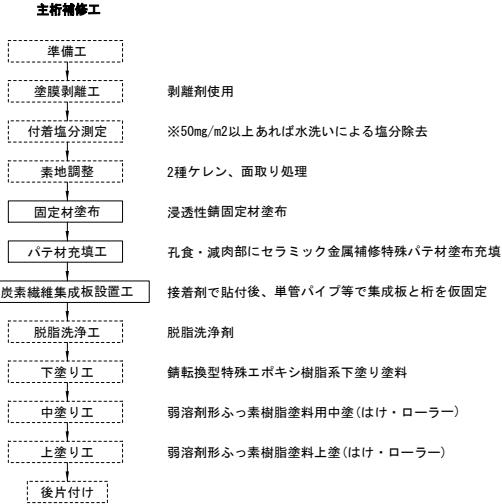 主桁補修工
準備工
塗膜剥離工 剥離剤使用
付着塩分測定 ※50mg/m2以上あれば水洗いによる塩分除去
素地調整 2種ケレン、面取り処理
固定材塗布 浸透性錆固定材塗布
パテ材充填工 孔食・減肉部にセラミック金属補修特殊パテ材塗布充填
炭素繊維集成板設置工 接着剤で貼付後、単管パイプ等で集成板と桁を仮固定
脱脂洗浄工 脱脂洗浄剤
下塗り工 錆転換型特殊エポキシ樹脂系下塗り塗料
中塗り工 弱溶剤形ふっ素樹脂塗料用中塗(はけ・ローラー)
上塗り工 弱溶剤形ふっ素樹脂塗料上塗(はけ・ローラー)
後片付け